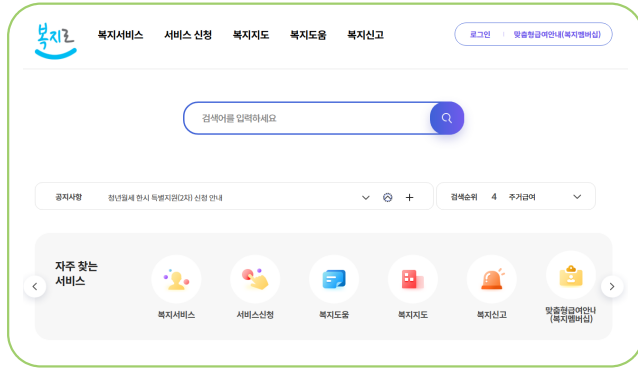 복지로
복지서비스 서비스 신청 복지지도 복지도움 복지신고
로그인 맞춤형급여안내(복지멤버십)
검색어를 입력하세요
공지사항 청년월세 한시 특별지원(2차) 신청 안내
검색순위 4 주거급여
자주 찾는
서비스
복지서비스 서비스신청 복지도움 복지지도 복지신고 맞춤형급여안내
(복지멤버십)